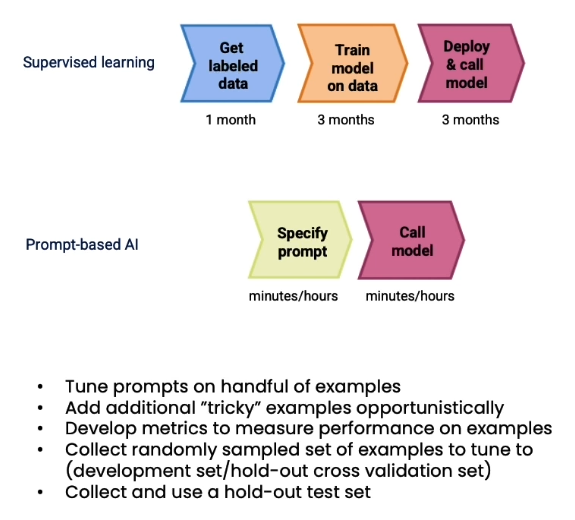 Supervised learning
Get
labeled
data
Train
model
on data
Deploy
& call
model
1 month
3 months
3 months
Prompt-based AI
Specify
prompt
Call
model
minutes/hours
minutes/hours
• Tune prompts on handful of examples
• Add additional ”tricky” examples opportunistically
• Develop metrics to measure performance on examples
• Collect randomly sampled set of examples to tune to
(development set/hold-out cross validation set)
• Collect and use a hold-out test set